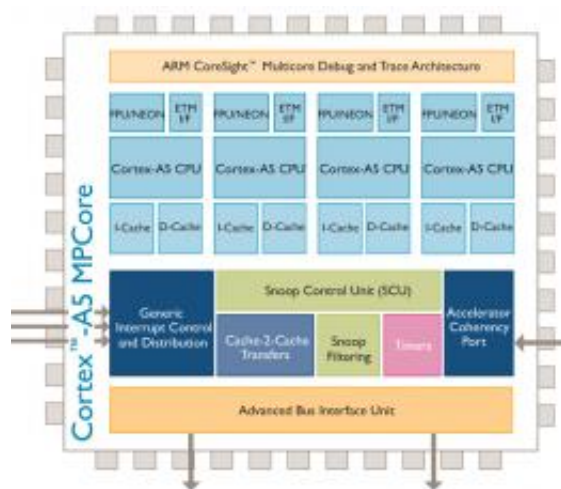 Cortex™-A5 MPCore
ARM CoreSight™ Multicore Debug and Trace Architecture
FPU/NEON
ETM
I/F
FPU/NEON
ETM
I/F
FPU/NEON
ETM
I/F
FPU/NEON
ETM
I/F
Cortex-A5 CPU
Cortex-A5 CPU
Cortex-A5 CPU
Cortex-A5 CPU
I-Cache
D-Cache
I-Cache
D-Cache
I-Cache
D-Cache
I-Cache
D-Cache
Generic
Interrupt Control
and Distribution
Snoop Control Unit (SCU)
Cache-2-Cache
Transfers
Snoop
Filtering
Timers
Accelerator
Coherency
Port
Advanced Bus Interface Unit